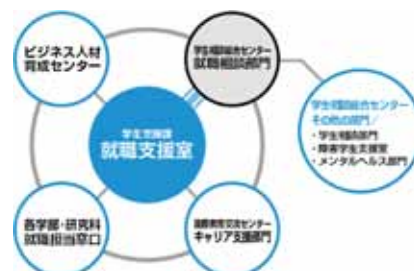 ビジネス人材
育成センター
学生相談総合センター
就職相談部門
学生相談総合センター
その他の部門／
・学生相談部門
・障害学生支援室
・メンタルヘルス部門
学生支援課
就職支援室
各学部・研究科
就職担当窓口
国際教育交流センター
キャリア支援部門